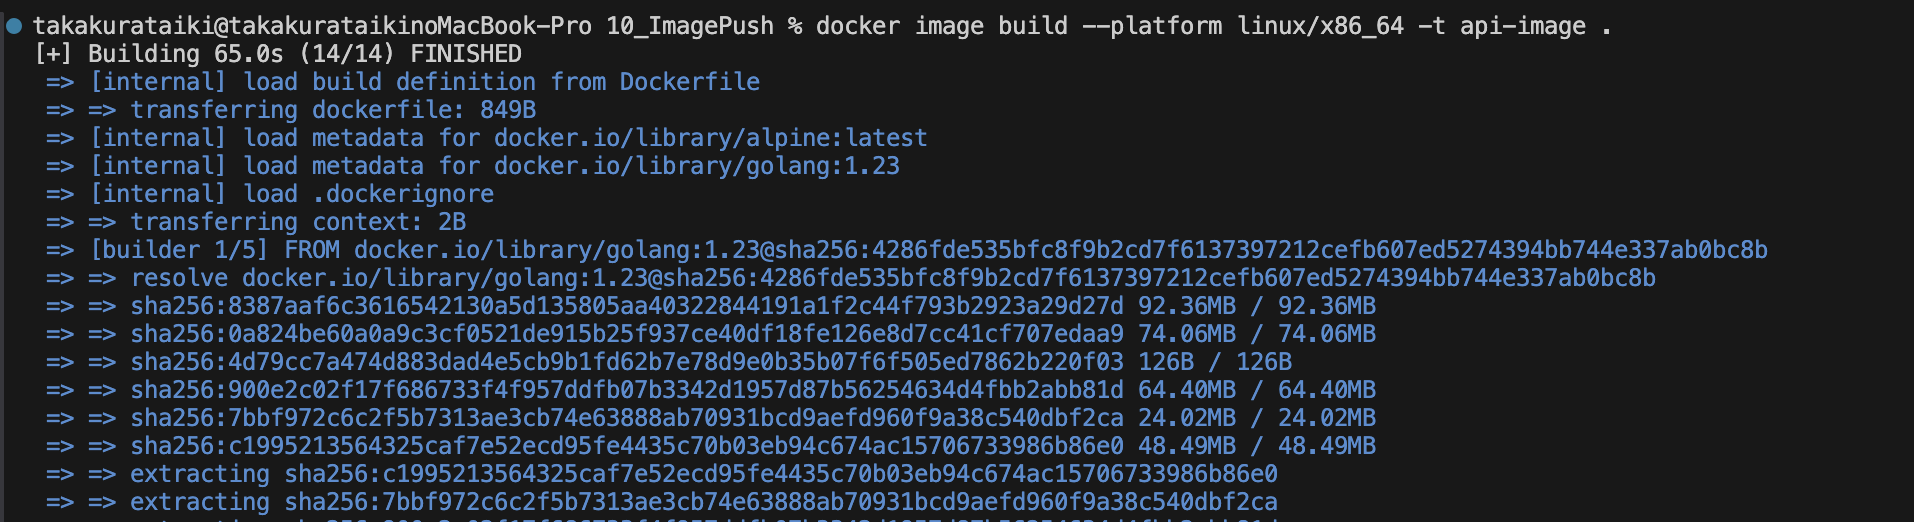 takakurataiki@takakurataikinoMacBook-Pro 10_ImagePush % docker image build --platform linux/x86_64 -t api-image .
[+] Building 65.0s (14/14) FINISHED
=> [internal] load build definition from Dockerfile
=> => transferring dockerfile: 849B
=> [internal] load metadata for docker.io/library/alpine:latest
=> [internal] load metadata for docker.io/library/golang:1.23
=> [internal] load .dockerignore
=> => transferring context: 2B
=> [builder 1/5] FROM docker.io/library/golang:1.23@sha256:4286fde535bfc8f9b2cd7f6137397212cefb607ed5274394bb744e337ab0bc8b
=> => resolve docker.io/library/golang:1.23@sha256:4286fde535bfc8f9b2cd7f6137397212cefb607ed5274394bb744e337ab0bc8b
=> => sha256:8387aaf6c3616542130a5d135805aa40322844191a1f2c44f793b2923a29d27d 92.36MB / 92.36MB
=> => sha256:0a824be60a0a9c3cf0521de915b25f937ce40df18fe126e8d7cc41cf707edaa9 74.06MB / 74.06MB
=> => sha256:4d79cc7a474d883dad4e5cb9b1fd62b7e78d9e0b35b07f6f505ed7862b220f03 126B / 126B
=> => sha256:900e2c02f17f686733f4f957ddfb07b3342d1957d87b56254634d4fbb2abb81d 64.40MB / 64.40MB
=> => sha256:7bbf972c6c2f5b7313ae3cb74e63888ab70931bcd9aefd960f9a38c540dbf2ca 24.02MB / 24.02MB
=> => sha256:c1995213564325caf7e52ecd95fe4435c70b03eb94c674ac15706733986b86e0 48.49MB / 48.49MB
=> => extracting sha256:c1995213564325caf7e52ecd95fe4435c70b03eb94c674ac15706733986b86e0
=> => extracting sha256:7bbf972c6c2f5b7313ae3cb74e63888ab70931bcd9aefd960f9a38c540dbf2ca